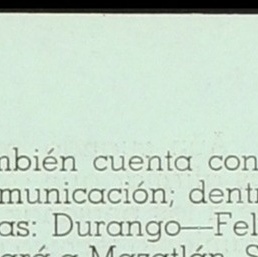 mbién cuenta con
municación; dentr
as: Durango—Fel
ará a Mazatlán. S